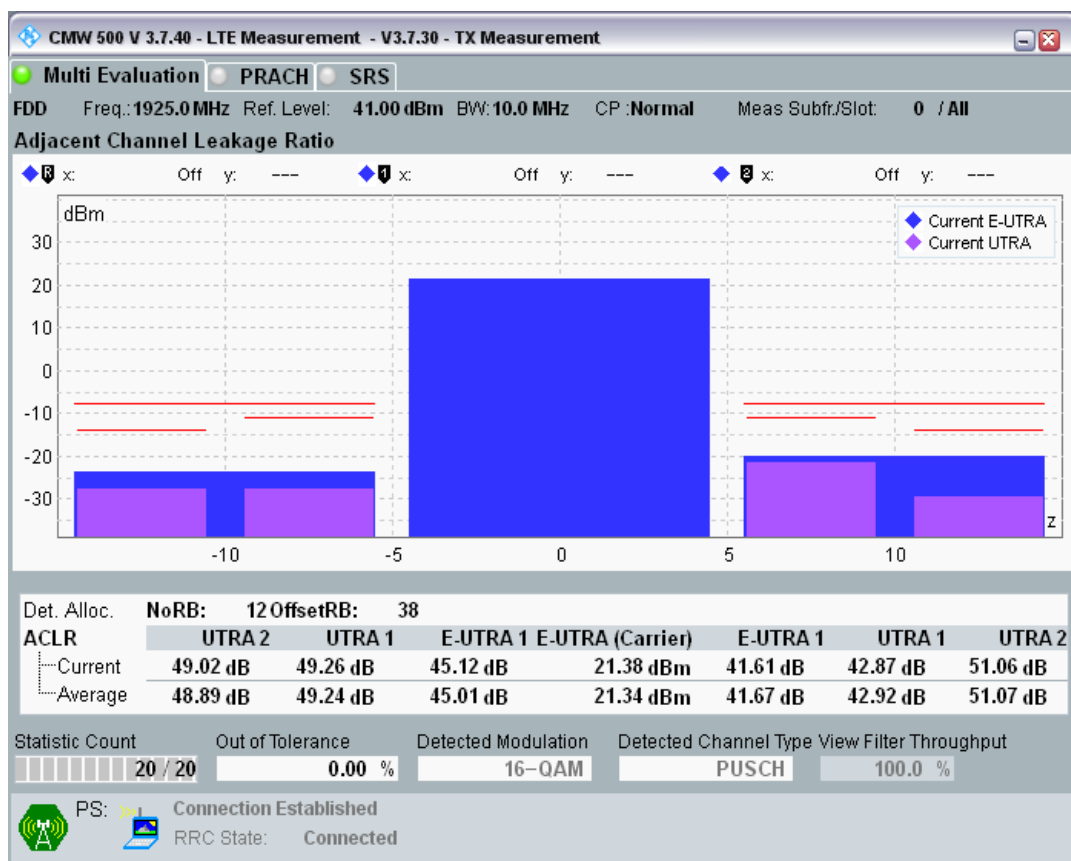 CMW 500 V 3.7.40 - LTE Measurement - V3.7.30 - TX Measurement
Multi Evaluation PRACH SRS
FDD Freq.: 1925.0 MHz Ref. Level: 41.00 dBm BW: 10.0 MHz CP :Normal Meas Subfr./Slot: 0 / All
Adjacent Channel Leakage Ratio
R x: Off y: --- 1 x: Off y: --- 2 x: Off y: ---
dBm
Current E-UTRA
Current UTRA
30
20
10
0
-10
-20
-30
z
-10 -5 0 5 10
Det. Alloc. NoRB: 12 OffsetRB: 38
ACLR UTRA 2 UTRA 1 E-UTRA 1 E-UTRA (Carrier) E-UTRA 1 UTRA 1 UTRA 2
Current 49.02 dB 49.26 dB 45.12 dB 21.38 dBm 41.61 dB 42.87 dB 51.06 dB
Average 48.89 dB 49.24 dB 45.01 dB 21.34 dBm 41.67 dB 42.92 dB 51.07 dB
Statistic Count Out of Tolerance Detected Modulation Detected Channel Type View Filter Throughput
20 / 20 0.00 % 16-QAM PUSCH 100.0 %
PS: Connection Established
RRC State: Connected